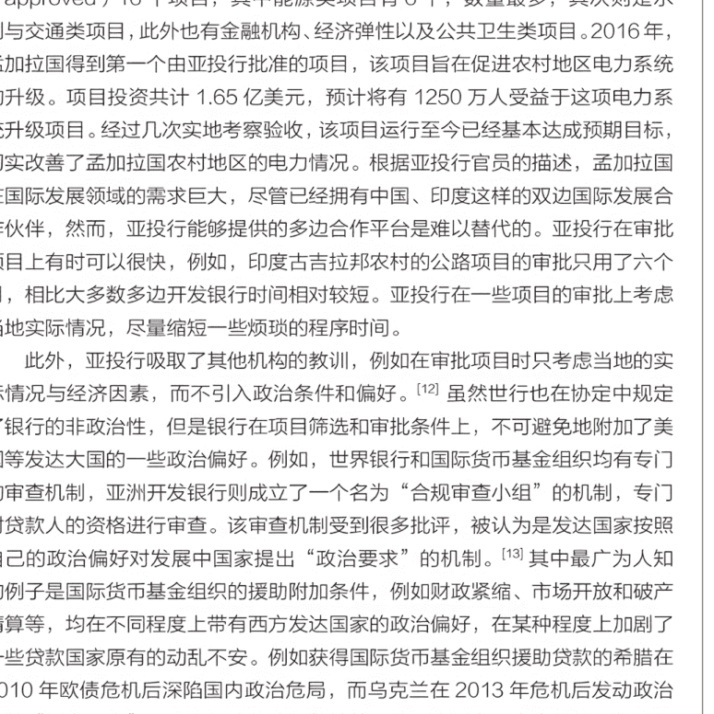 approved）16 个项目，其中能源类项目有 6 个，数量最多，其次则是水
利与交通类项目，此外也有金融机构、经济弹性以及公共卫生类项目。2016 年，
孟加拉国得到第一个由亚投行批准的项目，该项目旨在促进农村地区电力系统
的升级。项目投资共计 1.65 亿美元，预计将有 1250 万人受益于这项电力系
统升级项目。经过几次实地考察验收，该项目运行至今已经基本达成预期目标，
切实改善了孟加拉国农村地区的电力情况。根据亚投行官员的描述，孟加拉国
在国际发展领域的需求巨大，尽管已经拥有中国、印度这样的双边国际发展合
作伙伴，然而，亚投行能够提供的多边合作平台是难以替代的。亚投行在审批
项目上有时可以很快，例如，印度古吉拉邦农村的公路项目的审批只用了六个
月，相比大多数多边开发银行时间相对较短。亚投行在一些项目的审批上考虑
当地实际情况，尽量缩短一些烦琐的程序时间。
此外，亚投行吸取了其他机构的教训，例如在审批项目时只考虑当地的实
际情况与经济因素，而不引入政治条件和偏好。[12] 虽然世行也在协定中规定
了银行的非政治性，但是银行在项目筛选和审批条件上，不可避免地附加了美
国等发达大国的一些政治偏好。例如，世界银行和国际货币基金组织均有专门
的审查机制，亚洲开发银行则成立了一个名为“合规审查小组”的机制，专门
对贷款人的资格进行审查。该审查机制受到很多批评，被认为是发达国家按照
自己的政治偏好对发展中国家提出“政治要求”的机制。[13] 其中最广为人知
的例子是国际货币基金组织的援助附加条件，例如财政紧缩、市场开放和破产
清算等，均在不同程度上带有西方发达国家的政治偏好，在某种程度上加剧了
一些贷款国家原有的动乱不安。例如获得国际货币基金组织援助贷款的希腊在
2010 年欧债危机后深陷国内政治危局，而乌克兰在 2013 年危机后发动政治